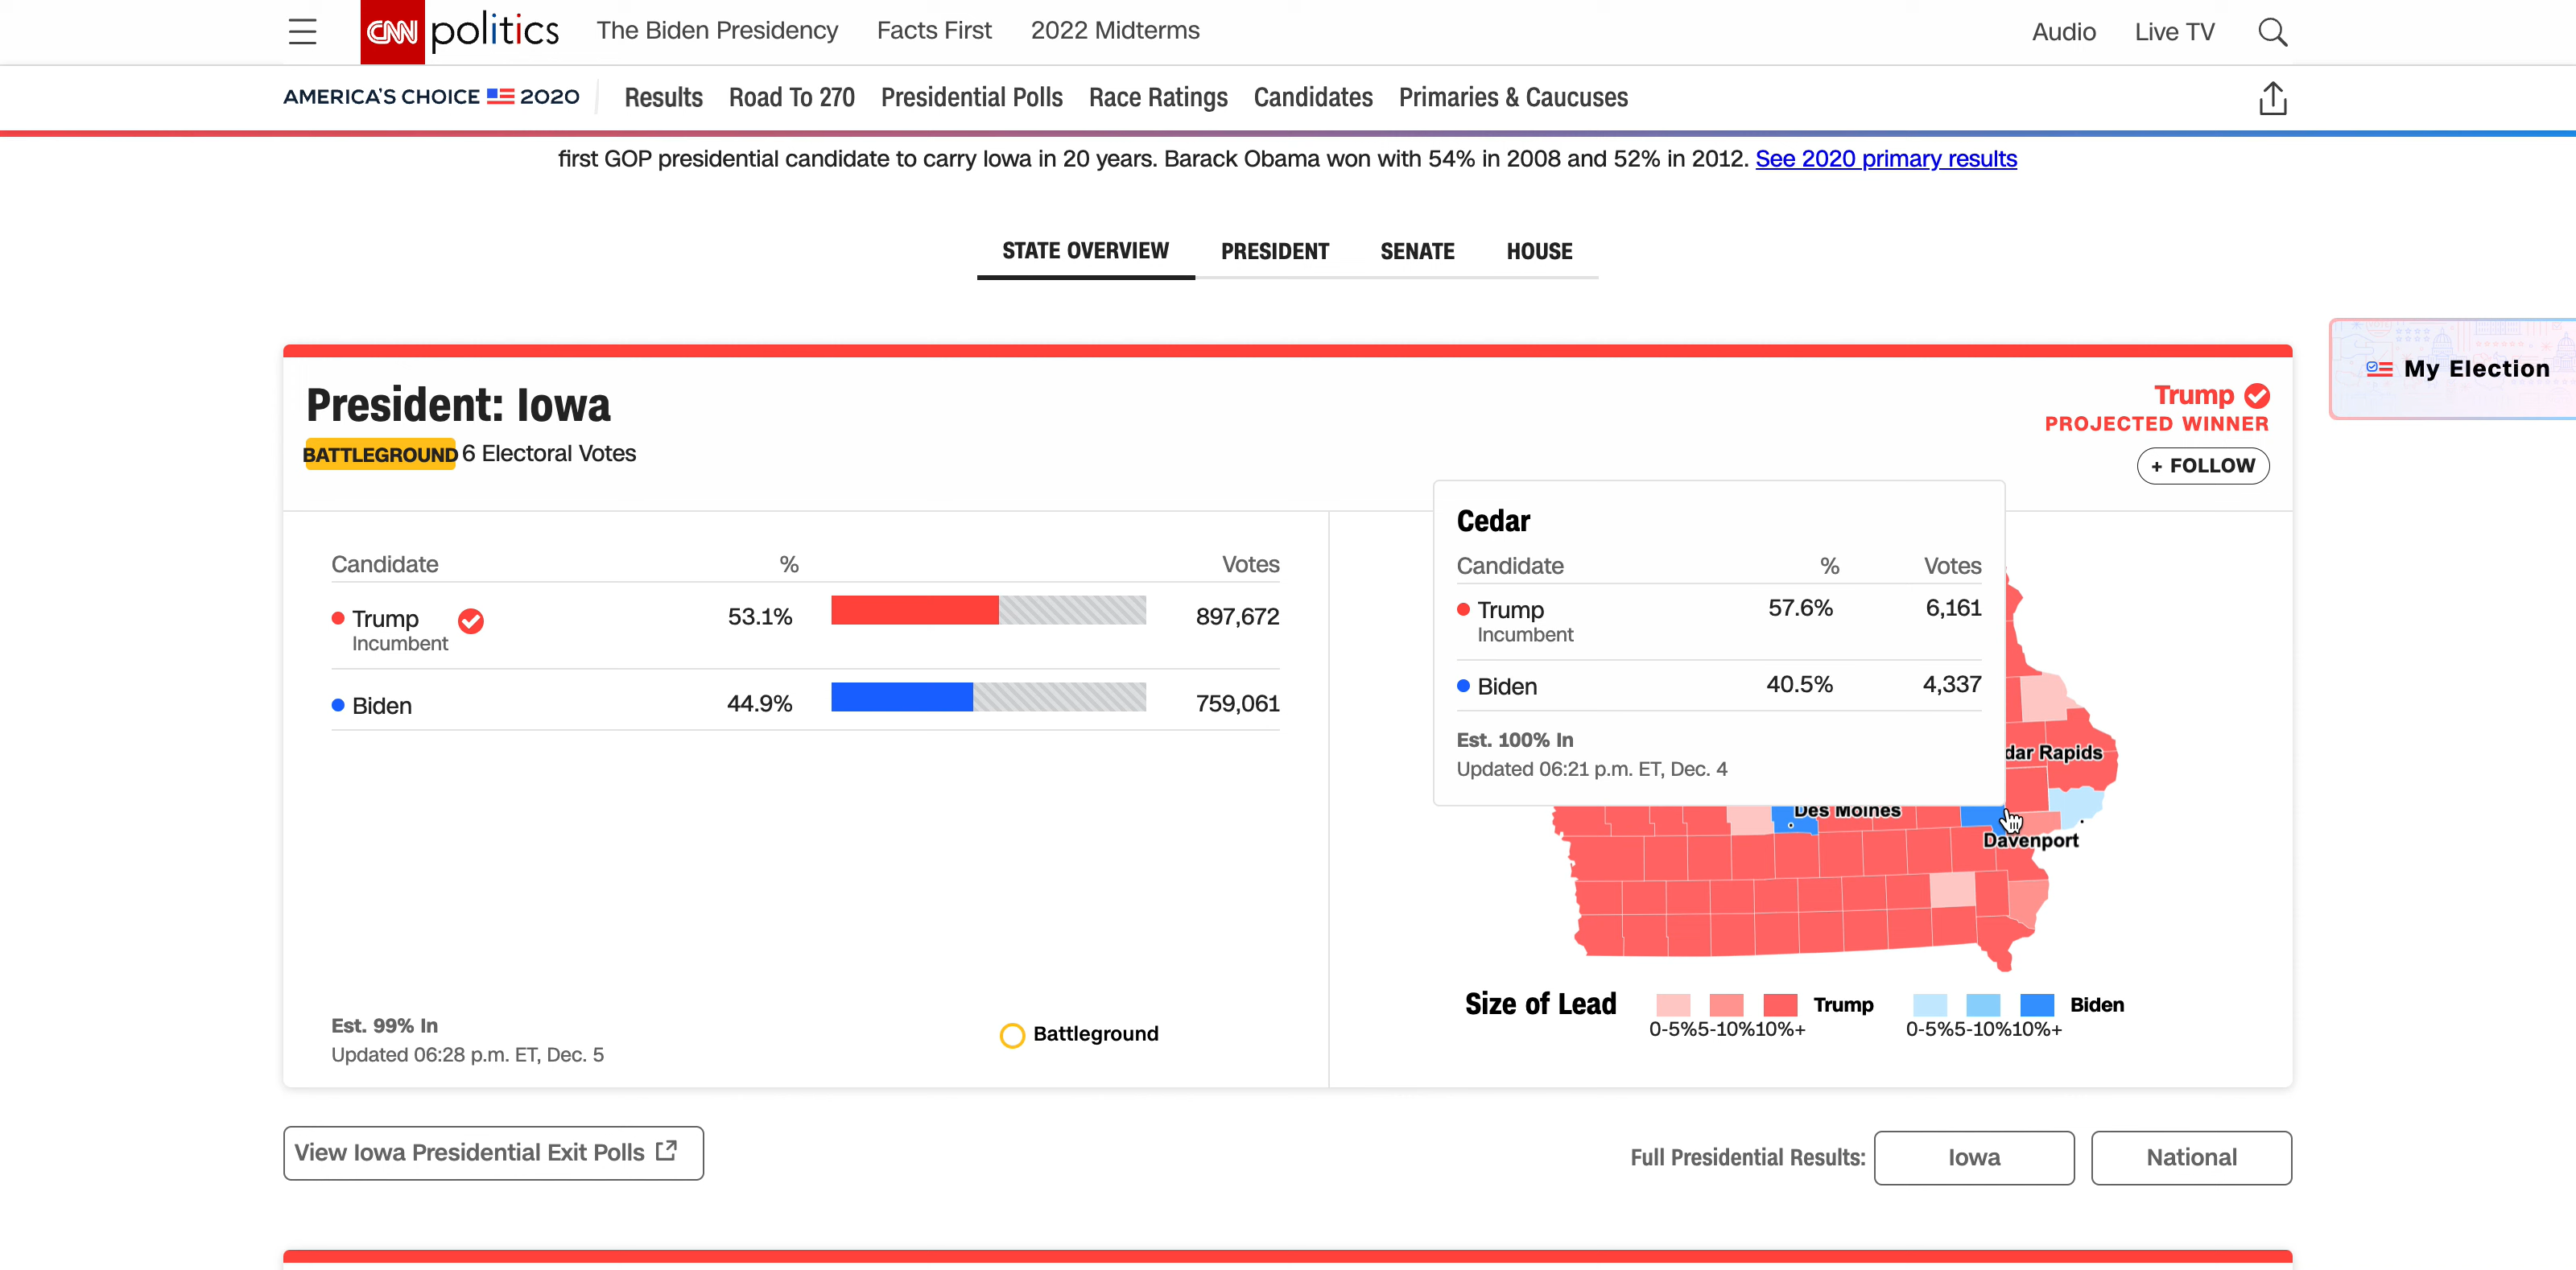 CNN politics The Biden Presidency Facts First 2022 Midterms Audio Live TV
AMERICA'S CHOICE 2020 Results Road To 270 Presidential Polls Race Ratings Candidates Primaries & Caucuses
first GOP presidential candidate to carry Iowa in 20 years. Barack Obama won with 54% in 2008 and 52% in 2012. See 2020 primary results
STATE OVERVIEW PRESIDENT SENATE HOUSE
My Election
President: Iowa
BATTLEGROUND 6 Electoral Votes
Trump
PROJECTED WINNER
+ FOLLOW
Candidate % Votes
Trump 53.1% 897,672
Incumbent
Biden 44.9% 759,061
Est. 99% In
Updated 06:28 p.m. ET, Dec. 5
Battleground
Cedar
Candidate % Votes
Trump 57.6% 6,161
Incumbent
Biden 40.5% 4,337
Est. 100% In
Updated 06:21 p.m. ET, Dec. 4
dar Rapids
Des Moines
Davenport
Size of Lead Trump Biden
0-5%5-10%10%+ 0-5%5-10%10%+
View Iowa Presidential Exit Polls
Full Presidential Results: Iowa National